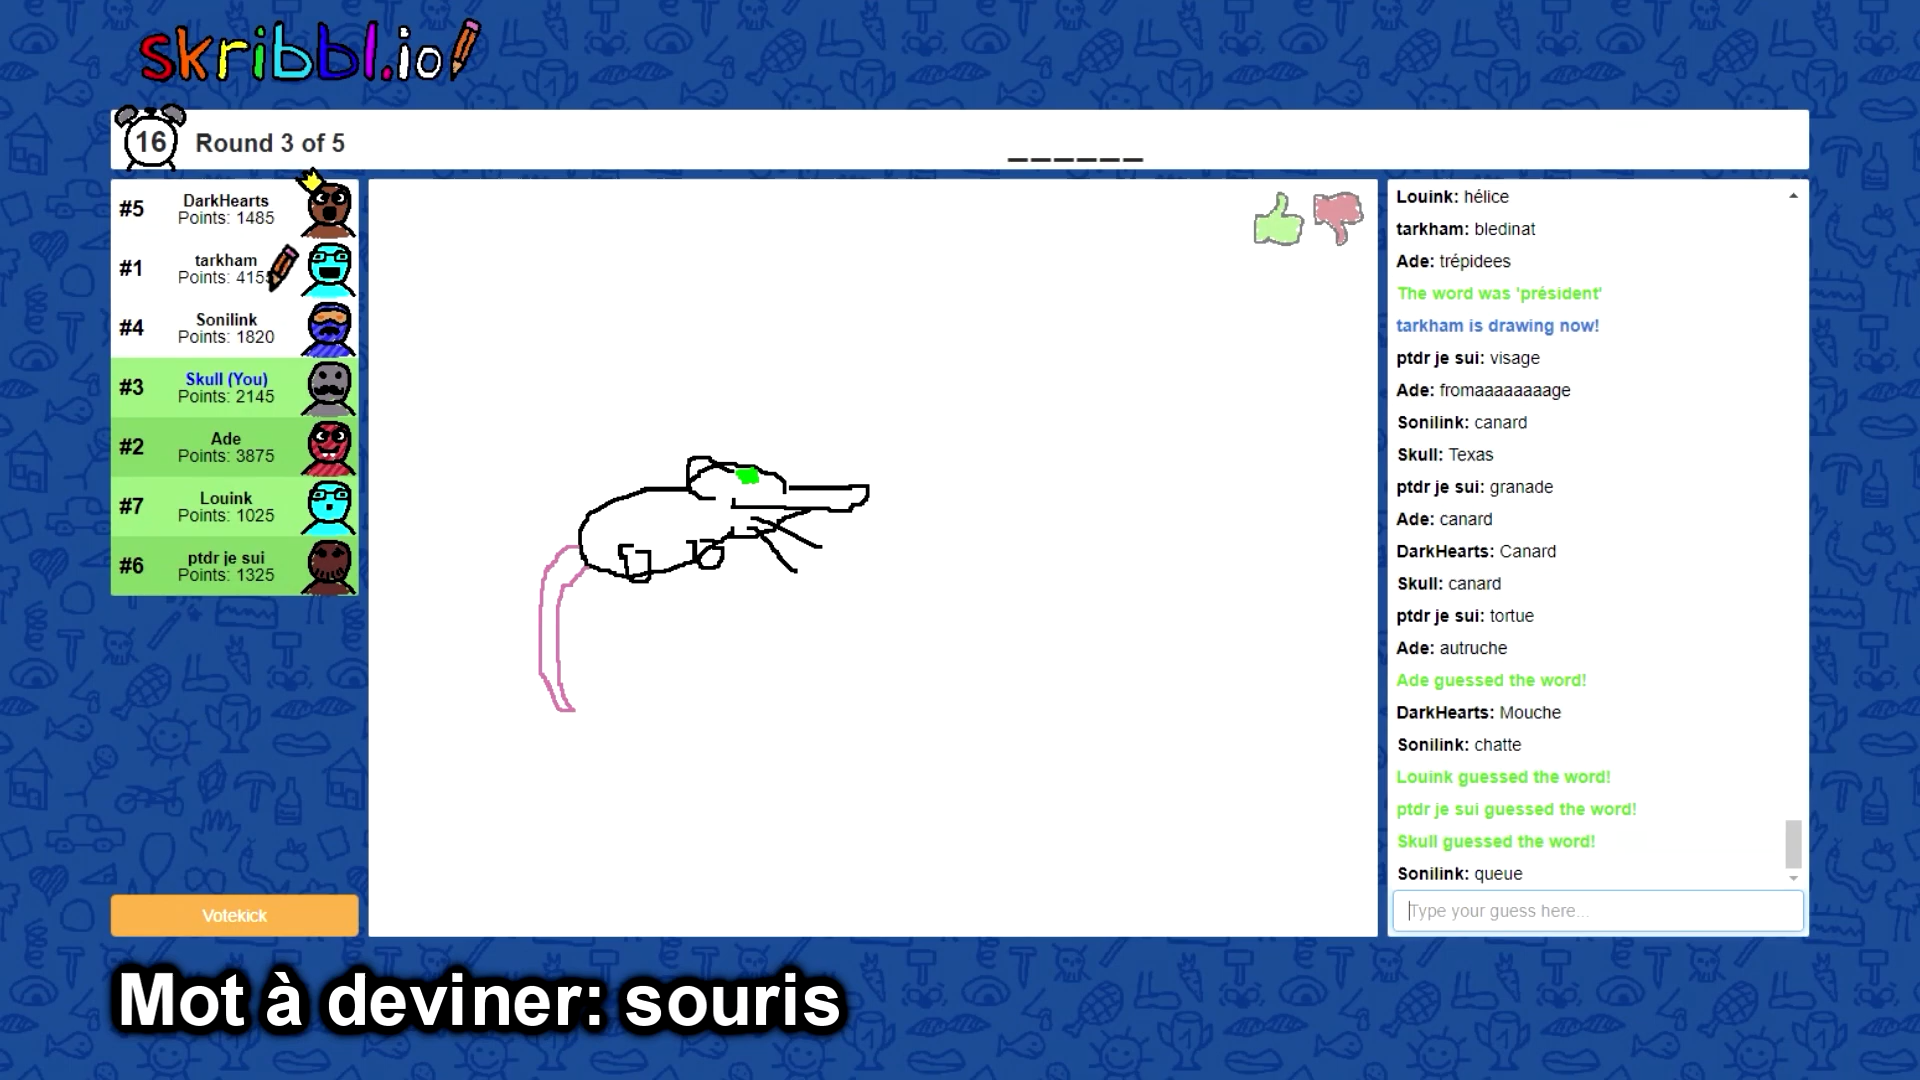 skribbl.io
16
Round 3 of 5
______
#5 DarkHearts
Points: 1485
#1 tarkham
Points: 415
#4 Sonilink
Points: 1820
#3 Skull (You)
Points: 2145
#2 Ade
Points: 3875
#7 Louink
Points: 1025
#6 ptdr je sui
Points: 1325
Votekick
Louink: hélice
tarkham: bledinat
Ade: trépidees
The word was 'président'
tarkham is drawing now!
ptdr je sui: visage
Ade: fromaaaaaaaaage
Sonilink: canard
Skull: Texas
ptdr je sui: granade
Ade: canard
DarkHearts: Canard
Skull: canard
ptdr je sui: tortue
Ade: autruche
Ade guessed the word!
DarkHearts: Mouche
Sonilink: chatte
Louink guessed the word!
ptdr je sui guessed the word!
Skull guessed the word!
Sonilink: queue
Type your guess here...
Mot à deviner: souris